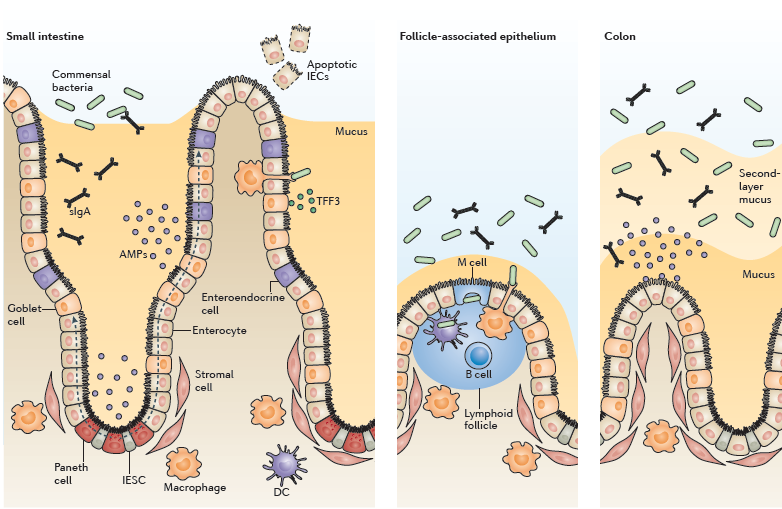 Small intestine
Commensal
bacteria
Apoptotic
IECs
Mucus
sIgA
TFF3
AMPs
Goblet
cell
Enteroendocrine
cell
Enterocyte
Stromal
cell
Paneth
cell
IESC
Macrophage
DC
Follicle-associated epithelium
M cell
B cell
Lymphoid
follicle
Colon
Second-
layer
mucus
Mucus